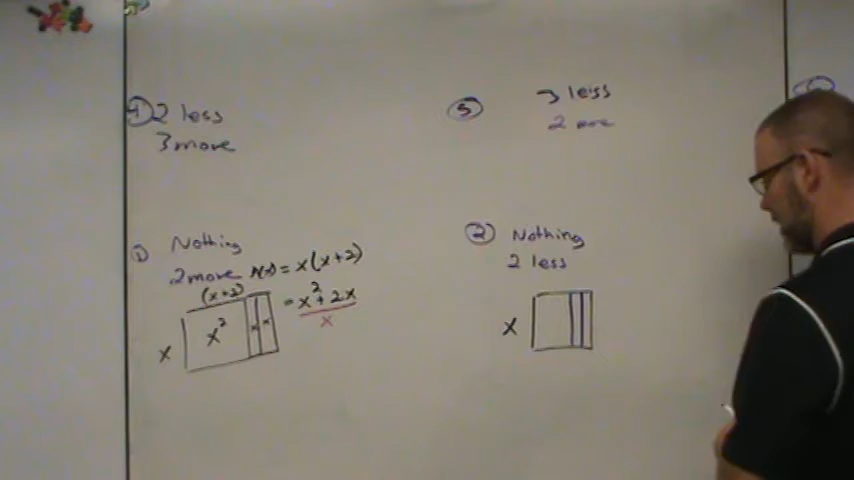 ④ 2 less
3 more
⑤ 3 less
2 more
① Nothing
2 more A(x) = x(x+2)
(x+2)
= x² + 2x
x
x² x x
x
② Nothing
2 less
x